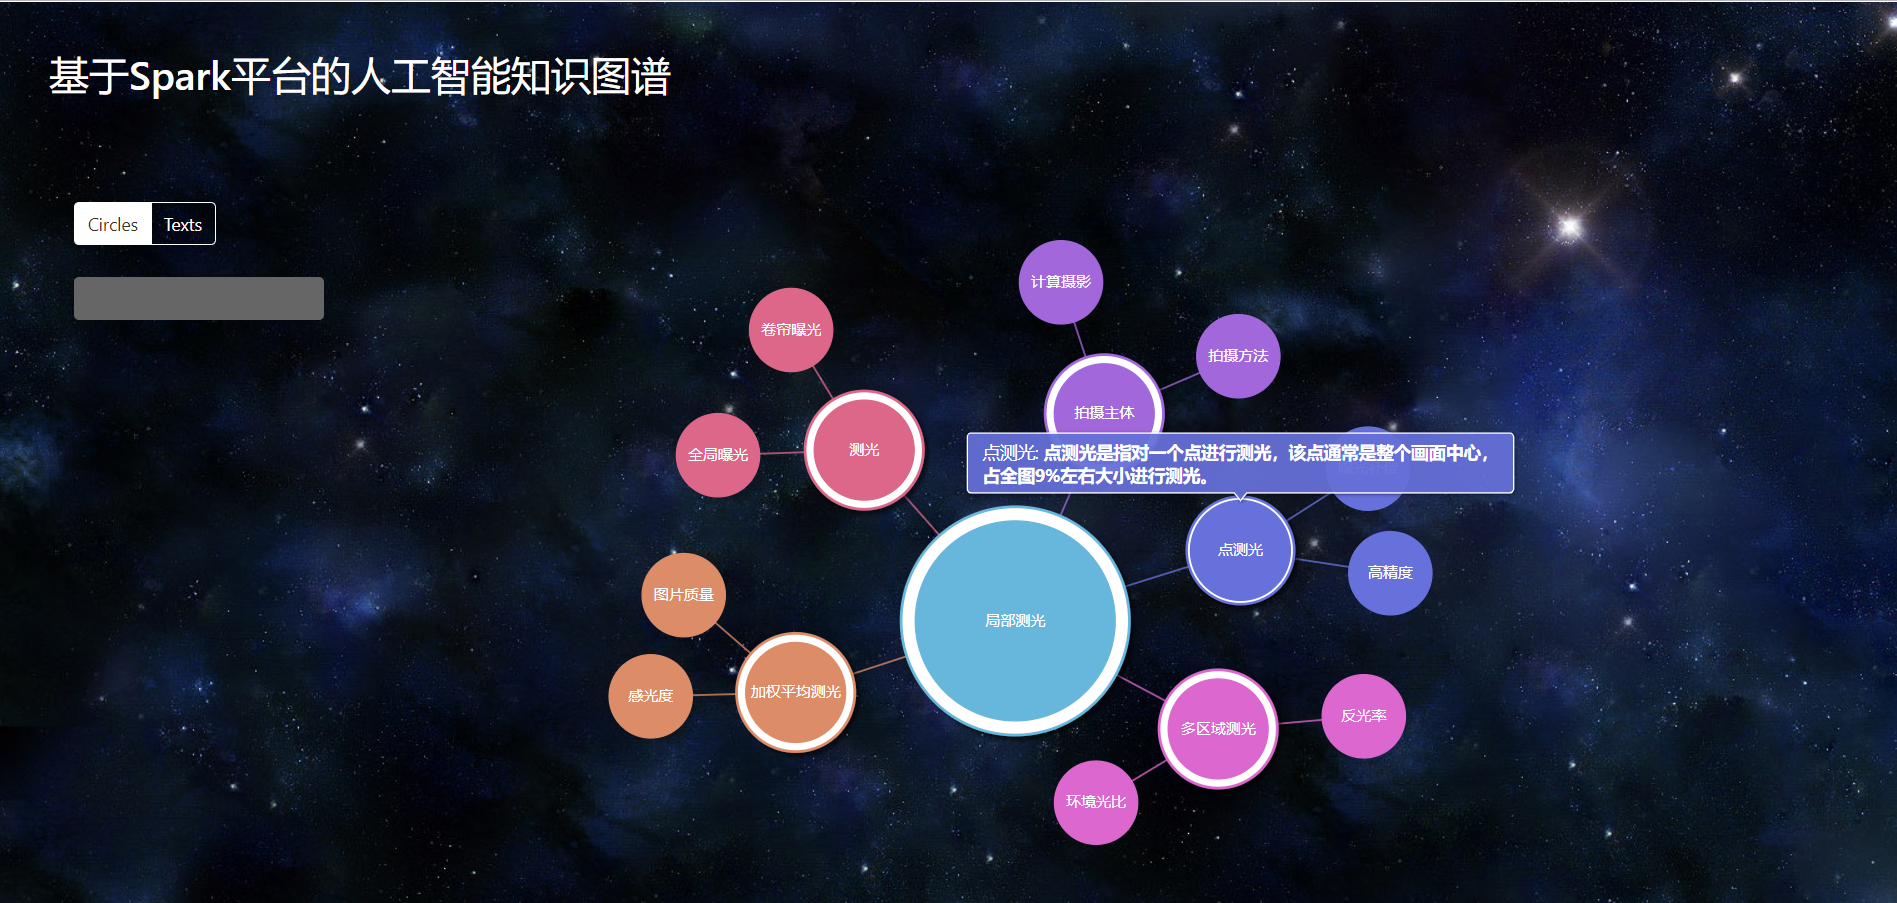 基于Spark平台的人工智能知识图谱
Circles
Texts
计算摄影
卷帘曝光
拍摄方法
拍摄主体
测光
全局曝光
点测光: 点测光是指对一个点进行测光，该点通常是整个画面中心，
占全图9%左右大小进行测光。
点测光
高精度
图片质量
局部测光
感光度
加权平均测光
反光率
多区域测光
环境光比